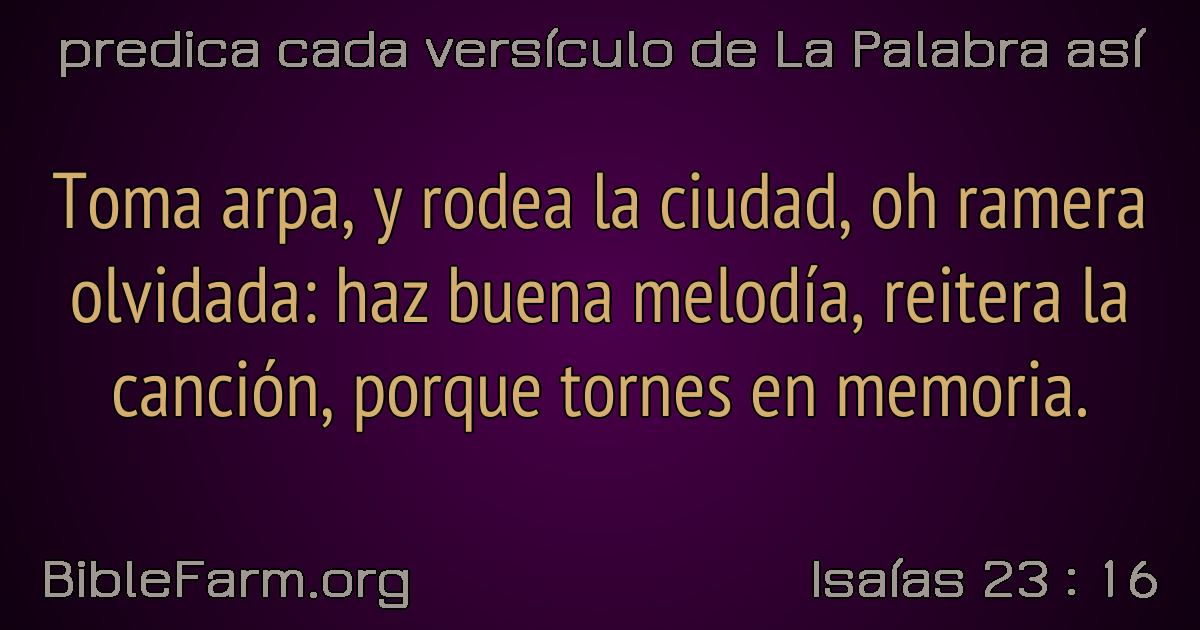 predica cada versículo de La Palabra así
Toma arpa, y rodea la ciudad, oh ramera
olvidada: haz buena melodía, reitera la
canción, porque tornes en memoria.
BibleFarm.org
Isaías 23 : 16